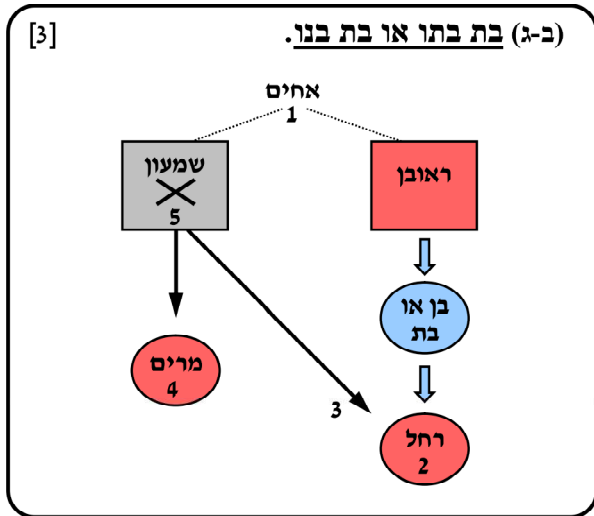 (ב-ג) בת בתו או בת בנו.
[3]
אחים
1
שמעון
5
ראובן
בן או
בת
מרים
4
3
רחל
2